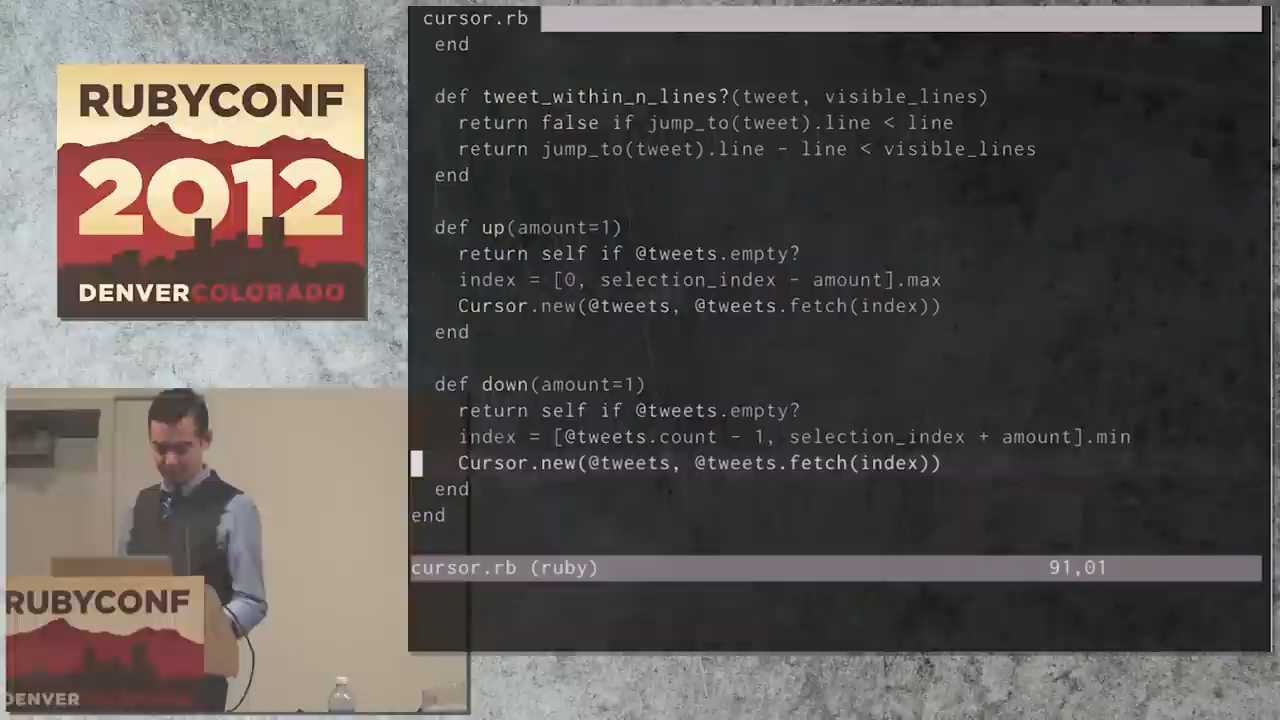 RUBYCONF
2012
DENVERCOLORADO
cursor.rb
end
def tweet_within_n_lines?(tweet, visible_lines)
return false if jump_to(tweet).line < line
return jump_to(tweet).line - line < visible_lines
end
def up(amount=1)
return self if @tweets.empty?
index = [0, selection_index - amount].max
Cursor.new(@tweets, @tweets.fetch(index))
end
def down(amount=1)
return self if @tweets.empty?
index = [@tweets.count - 1, selection_index + amount].min
Cursor.new(@tweets, @tweets.fetch(index))
end
end
cursor.rb (ruby) 91,01
RUBYCONF
DENVER